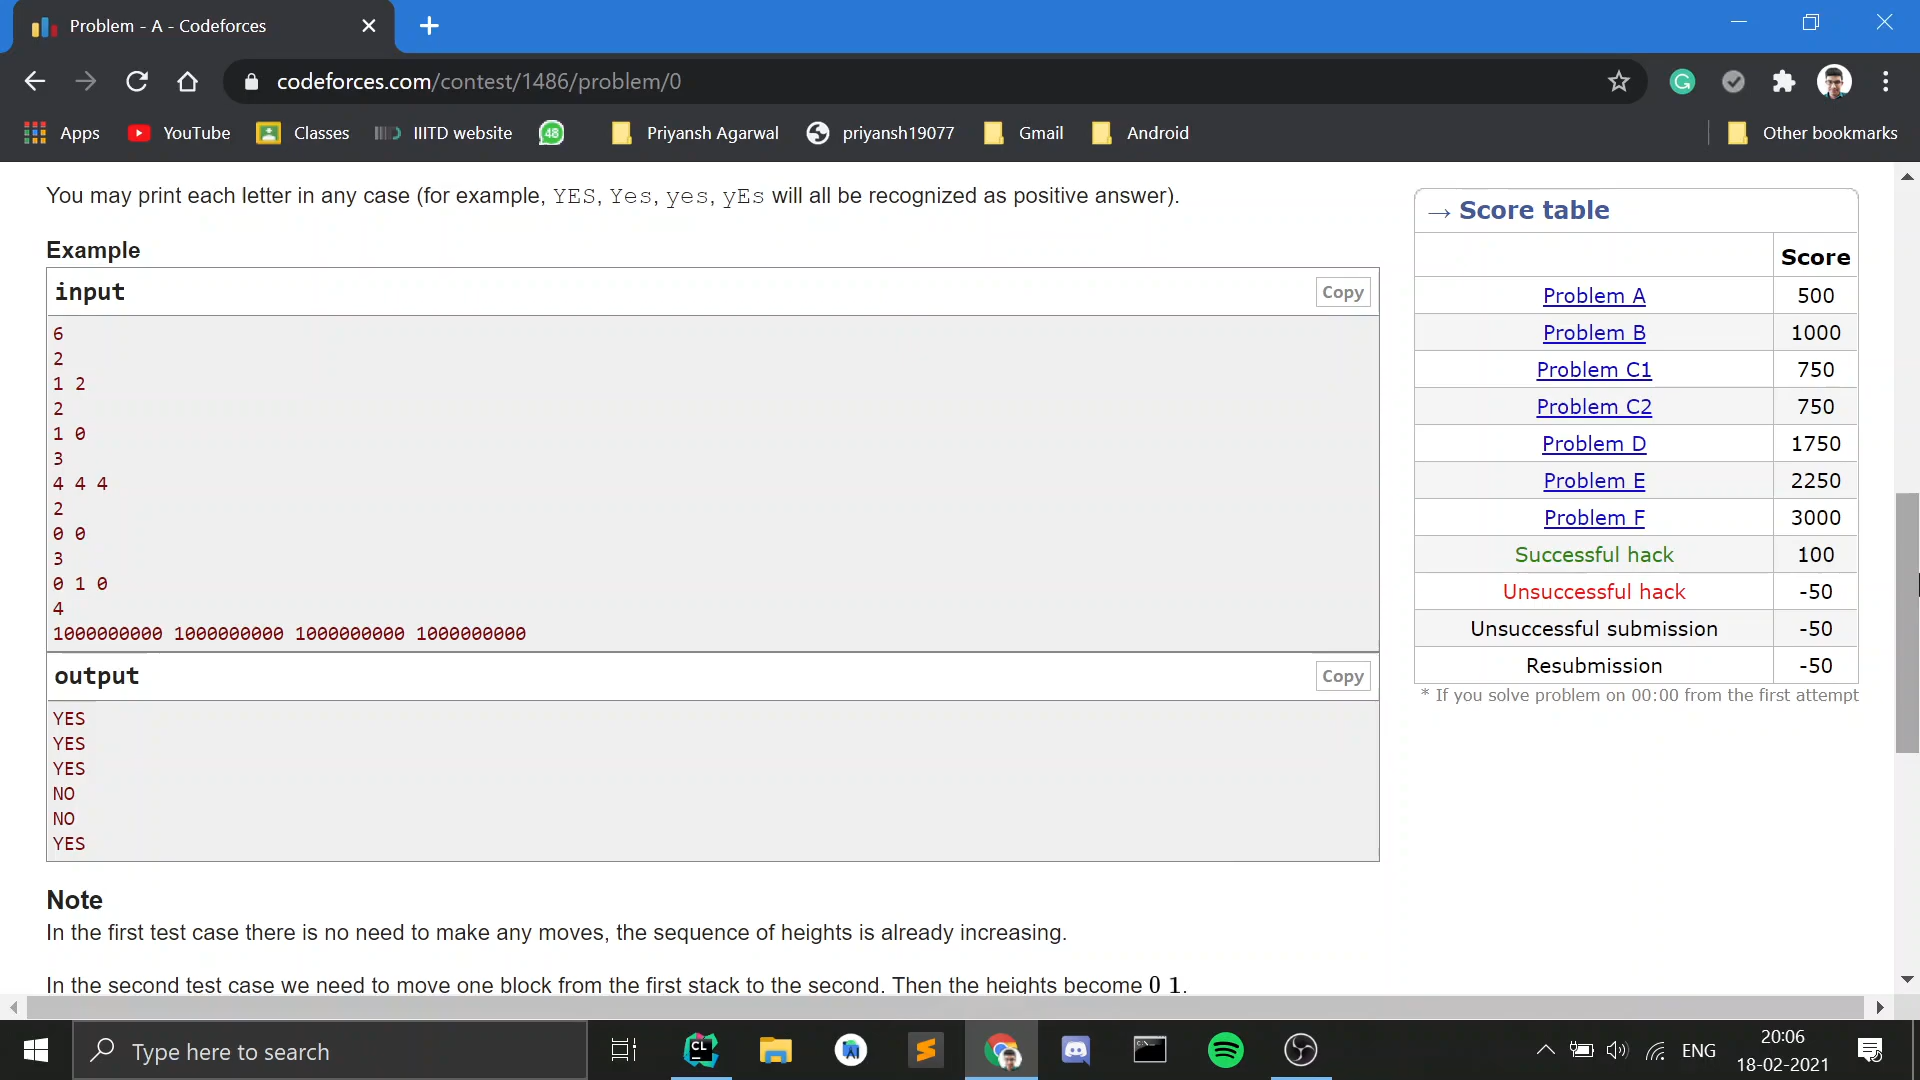 Problem - A - Codeforces
codeforces.com/contest/1486/problem/0
Apps YouTube Classes IIITD website 48 Priyansh Agarwal priyansh19077 Gmail Android Other bookmarks
You may print each letter in any case (for example, YES, Yes, yes, yEs will all be recognized as positive answer).
Example
input Copy
6
2
1 2
2
1 0
3
4 4 4
2
0 0
3
0 1 0
4
1000000000 1000000000 1000000000 1000000000
output Copy
YES
YES
YES
NO
NO
YES
Note
In the first test case there is no need to make any moves, the sequence of heights is already increasing.
In the second test case we need to move one block from the first stack to the second. Then the heights become 0 1.
→ Score table
Score
Problem A 500
Problem B 1000
Problem C1 750
Problem C2 750
Problem D 1750
Problem E 2250
Problem F 3000
Successful hack 100
Unsuccessful hack -50
Unsuccessful submission -50
Resubmission -50
* If you solve problem on 00:00 from the first attempt
Type here to search
CL
ENG
20:06
18-02-2021